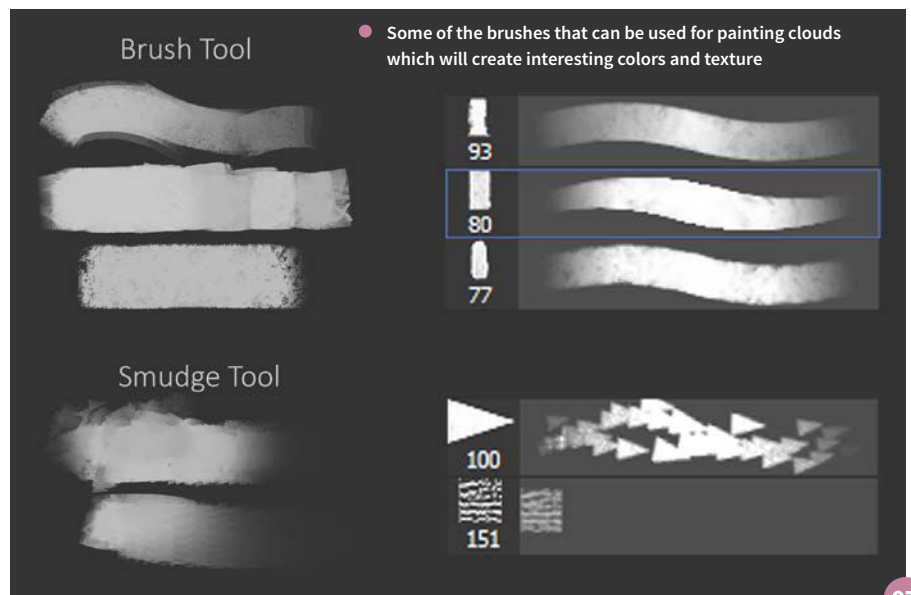 Brush Tool
Some of the brushes that can be used for painting clouds
which will create interesting colors and texture
93
80
77
Smudge Tool
100
151